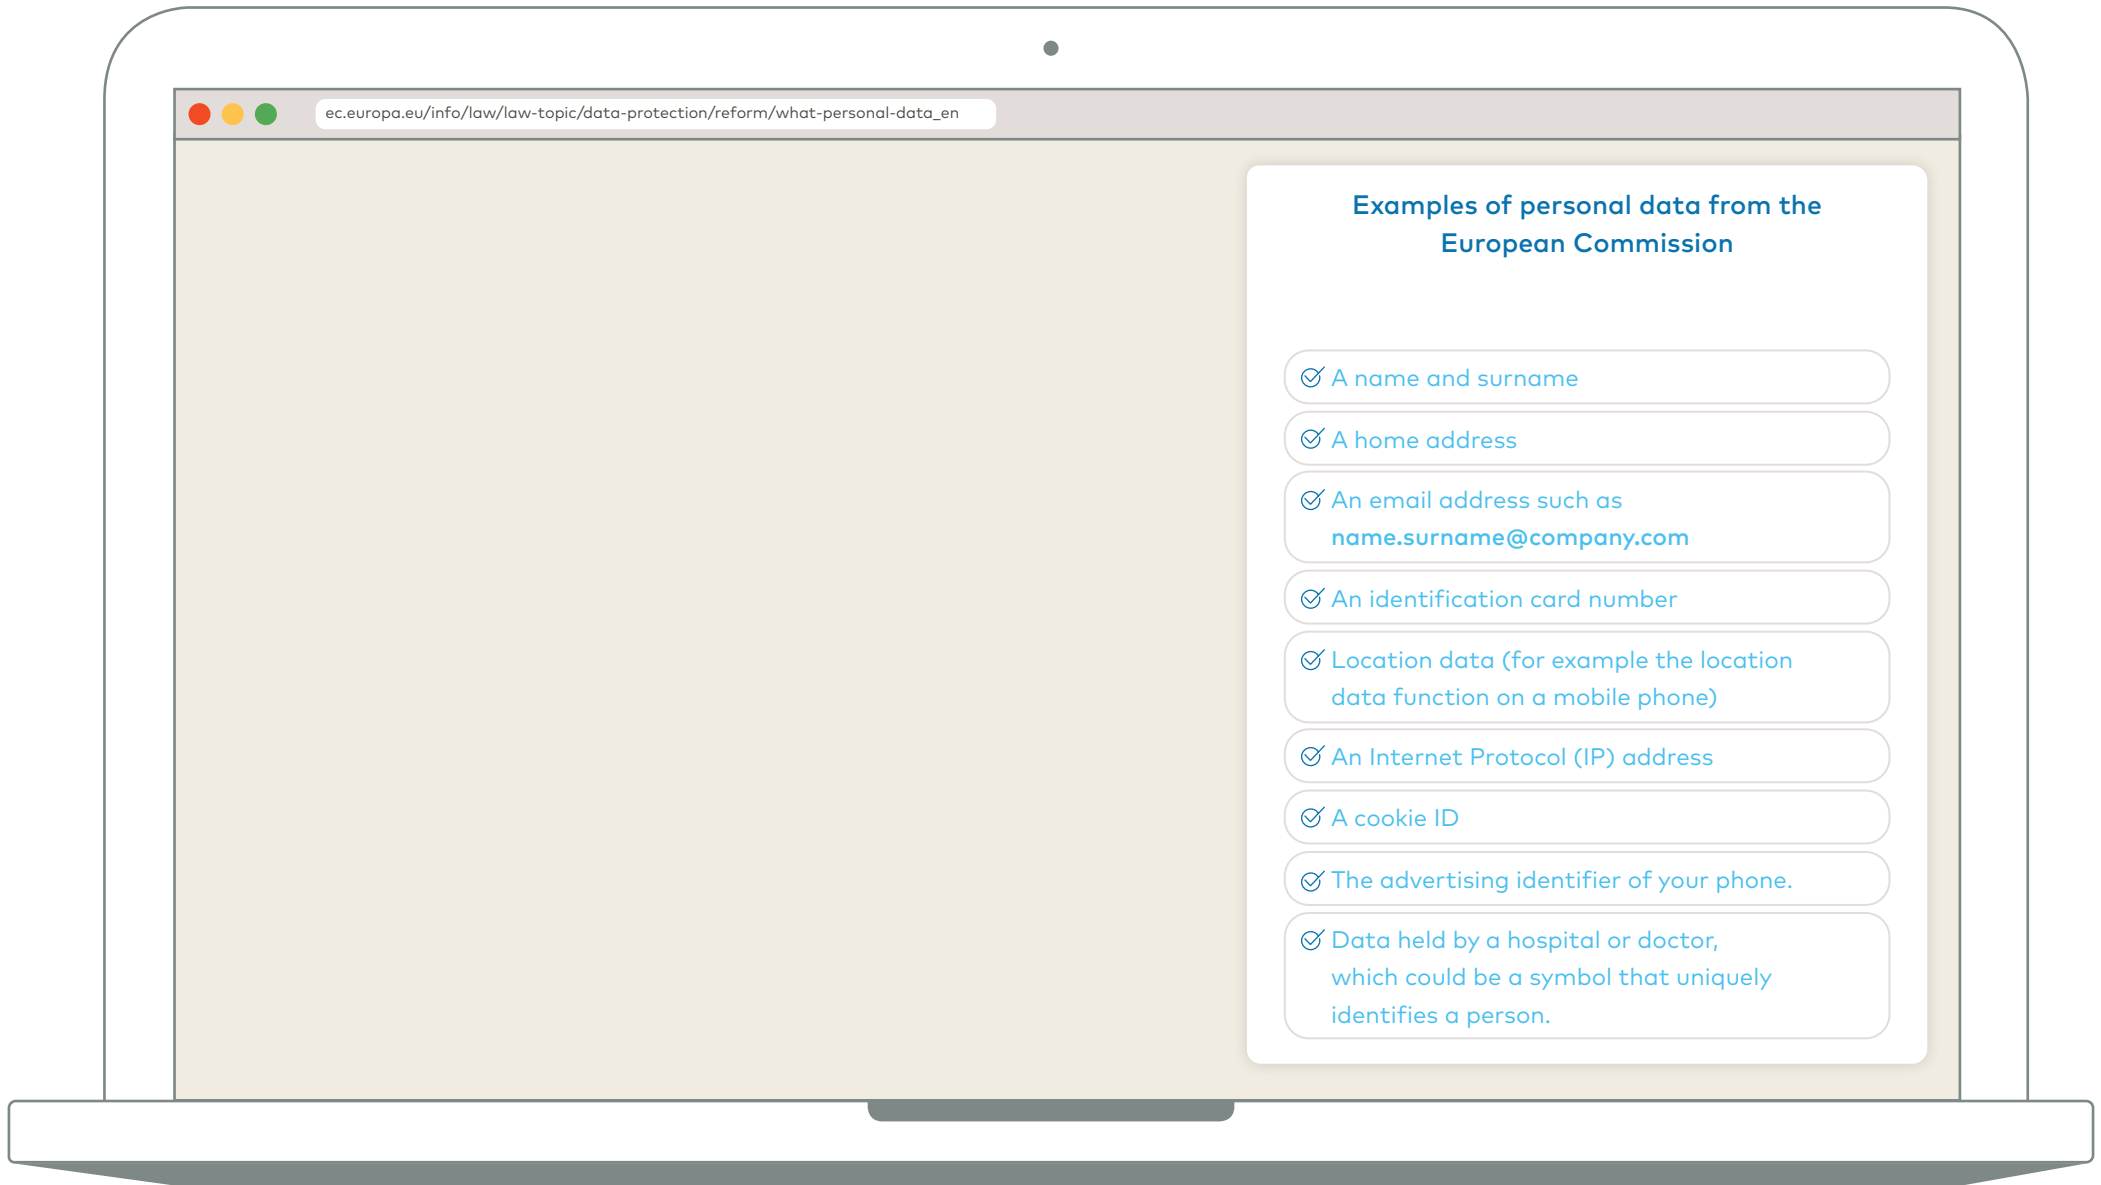 ec.europa.eu/info/law/law-topic/data-protection/reform/what-personal-data_en
Examples of personal data from the
European Commission
A name and surname
A home address
An email address such as
name.surname@company.com
An identification card number
Location data (for example the location
data function on a mobile phone)
An Internet Protocol (IP) address
A cookie ID
The advertising identifier of your phone.
Data held by a hospital or doctor,
which could be a symbol that uniquely
identifies a person.